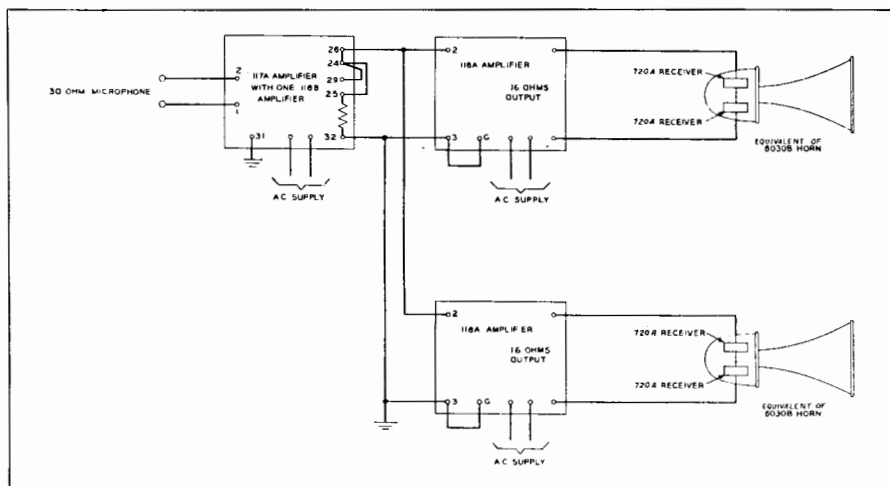 30 OHM MICROPHONE
2
1
117A AMPLIFIER
WITH ONE 118B
AMPLIFIER
26
24
29
25
32
31
AC SUPPLY
2
118A AMPLIFIER
16 OHMS
OUTPUT
3
G
AC SUPPLY
720A RECEIVER
720A RECEIVER
EQUIVALENT OF
6030B HORN
2
118A AMPLIFIER
16 OHMS
OUTPUT
3
G
AC SUPPLY
720A RECEIVER
720A RECEIVER
EQUIVALENT OF
6030B HORN